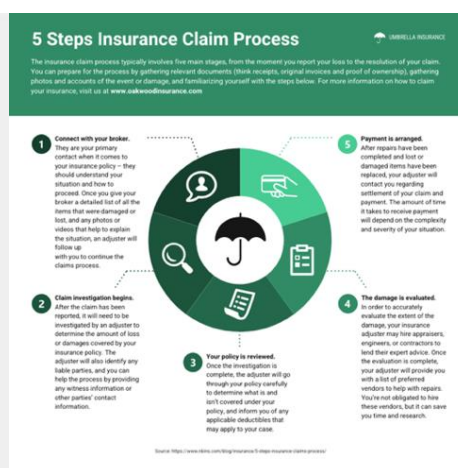 5 Steps Insurance Claim Process
UMBRELLA INSURANCE
The insurance claim process typically involves five main stages, from the moment you report your loss to the resolution of your claim.
You can prepare for the process by gathering relevant documents (think receipts, original invoices and proof of ownership), gathering
photos and accounts of the event or damage, and familiarizing yourself with the steps below. For more information on how to claim
your insurance, visit us at www.oakwoodinsurance.com
1
Connect with your broker.
They are your primary
contact when it comes to
your insurance policy – they
should understand your
situation and how to
proceed. Once you give your
broker a detailed list of all the
items that were damaged or
lost, and any photos or
videos that help to explain
the situation, an adjuster will
follow up
with you to continue the
claims process.
2
Claim investigation begins.
After the claim has been
reported, it will need to be
investigated by an adjuster to
determine the amount of loss
or damages covered by your
insurance policy. The
adjuster will also identify any
liable parties, and you can
help the process by providing
any witness information or
other parties' contact
information.
3
Your policy is reviewed.
Once the investigation is
complete, the adjuster will go
through your policy carefully
to determine what is and
isn't covered under your
policy, and inform you of any
applicable deductibles that
may apply to your case.
4
The damage is evaluated.
In order to accurately
evaluate the extent of the
damage, your insurance
adjuster may hire appraisers,
engineers, or contractors to
lend their expert advice. Once
the evaluation is complete,
your adjuster will provide you
with a list of preferred
vendors to help with repairs.
You're not obligated to hire
these vendors, but it can save
you time and research.
5
Payment is arranged.
After repairs have been
completed and lost or
damaged items have been
replaced, your adjuster will
contact you regarding
settlement of your claim and
payment. The amount of time
it takes to receive payment
will depend on the complexity
and severity of your situation.